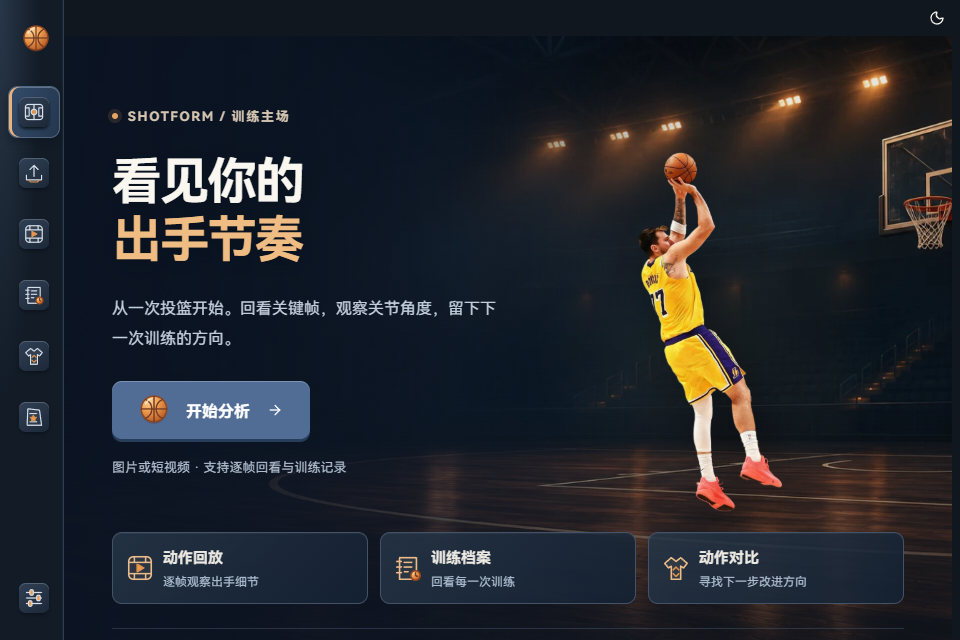 SHOTFORM / 训练主场
看见你的
出手节奏
从一次投篮开始。回看关键帧，观察关节角度，留下下
一次训练的方向。
开始分析 →
图片或短视频 · 支持逐帧回看与训练记录
动作回放
逐帧观察出手细节
训练档案
回看每一次训练
动作对比
寻找下一步改进方向
77